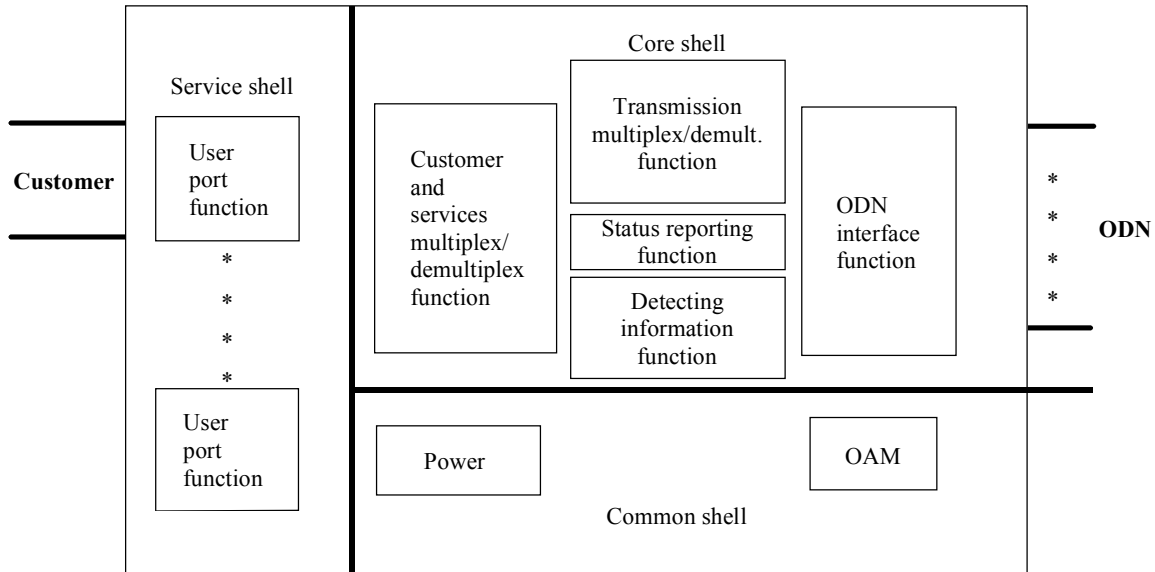 Core shell
Service shell
Customer
User
port
function
*
*
*
*
User
port
function
Customer
and
services
multiplex/
demultiplex
function
Transmission
multiplex/demult.
function
Status reporting
function
Detecting
information
function
ODN
interface
function
*
*
*
*
ODN
Power
OAM
Common shell